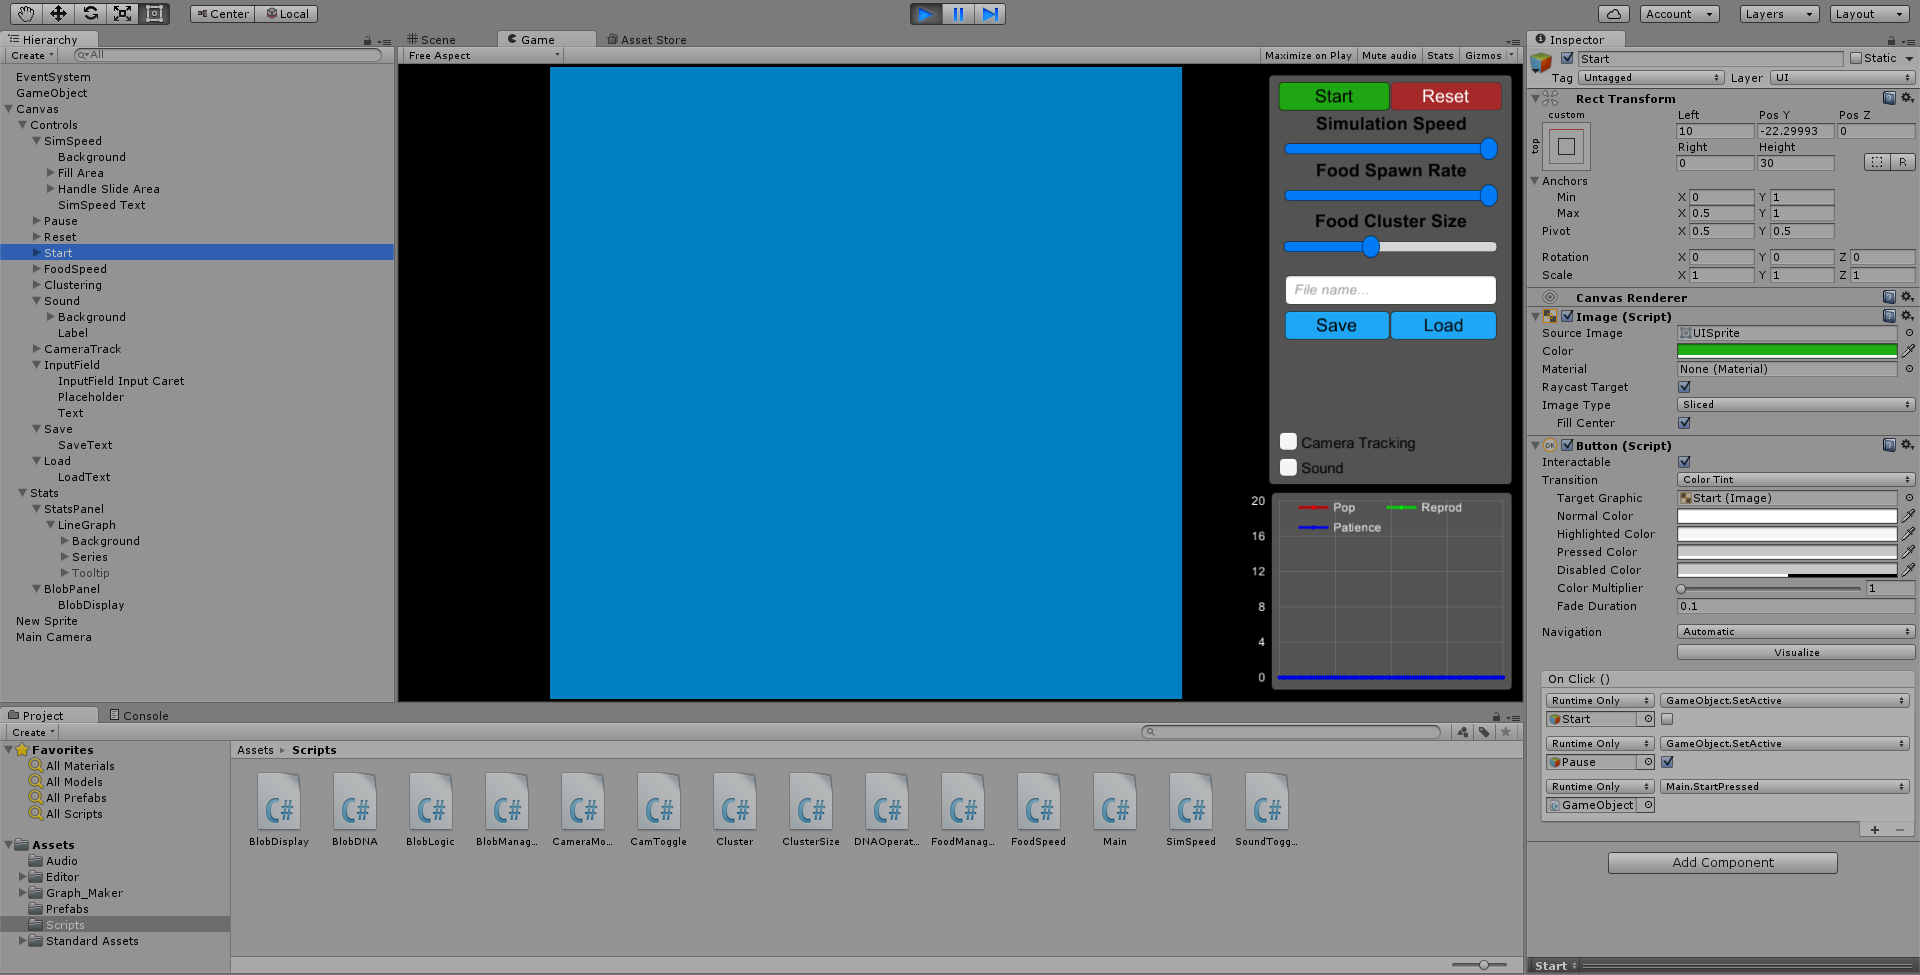 Center
Local
Account
Layers
Layout
Hierarchy
Create
All
EventSystem
GameObject
Canvas
Controls
SimSpeed
Background
Fill Area
Handle Slide Area
SimSpeed Text
Pause
Reset
Start
FoodSpeed
Clustering
Sound
Background
Label
CameraTrack
InputField
InputField Input Caret
Placeholder
Text
Save
SaveText
Load
LoadText
Stats
StatsPanel
LineGraph
Background
Series
Tooltip
BlobPanel
BlobDisplay
New Sprite
Main Camera
Scene
Game
Asset Store
Free Aspect
Maximize on Play
Mute audio
Stats
Gizmos
Start
Reset
Simulation Speed
Food Spawn Rate
Food Cluster Size
File name...
Save
Load
Camera Tracking
Sound
20
16
12
8
4
0
Pop
Reprod
Patience
Inspector
Start
Static
Tag Untagged
Layer UI
Rect Transform
custom
top
Left
Pos Y
Pos Z
10
-22.29993
0
Right
Height
0
30
R
Anchors
Min X 0 Y 1
Max X 0.5 Y 1
Pivot X 0.5 Y 0.5
Rotation X 0 Y 0 Z 0
Scale X 1 Y 1 Z 1
Canvas Renderer
Image (Script)
Source Image UISprite
Color
Material None (Material)
Raycast Target
Image Type Sliced
Fill Center
OK Button (Script)
Interactable
Transition Color Tint
Target Graphic Start (Image)
Normal Color
Highlighted Color
Pressed Color
Disabled Color
Color Multiplier 1
Fade Duration 0.1
Navigation Automatic
Visualize
On Click ()
Runtime Only GameObject.SetActive
Start
Runtime Only GameObject.SetActive
Pause
Runtime Only Main.StartPressed
GameObject
+ −
Add Component
Start
Project
Console
Create
Favorites
All Materials
All Models
All Prefabs
All Scripts
Assets
Audio
Editor
Graph_Maker
Prefabs
Scripts
Standard Assets
Assets ▸ Scripts
C# C# C# C# C# C# C# C# C# C# C# C# C# C#
BlobDisplay
BlobDNA
BlobLogic
BlobManag...
CameraMo...
CamToggle
Cluster
ClusterSize
DNAOperat...
FoodManag...
FoodSpeed
Main
SimSpeed
SoundTogg...